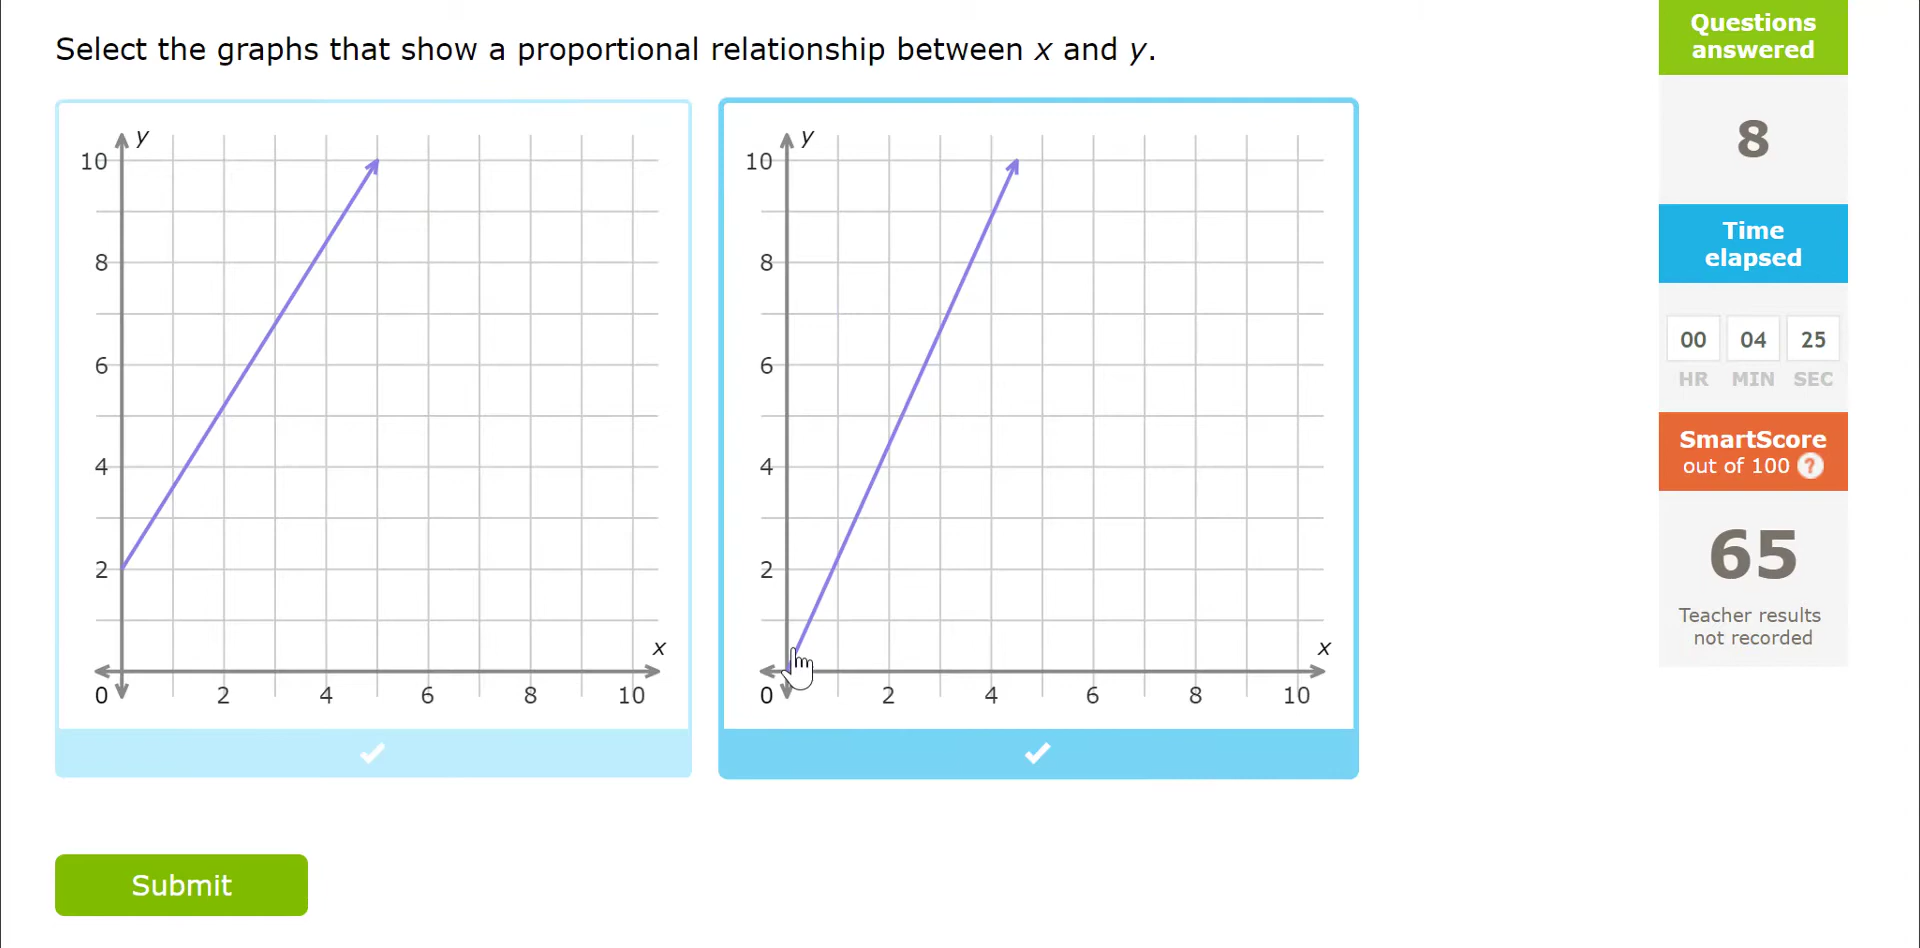 Select the graphs that show a proportional relationship between x and y.
y
10
8
6
4
2
0
2
4
6
8
10
x
y
10
8
6
4
2
0
2
4
6
8
10
x
Submit
Questions
answered
8
Time
elapsed
00 04 25
HR MIN SEC
SmartScore
out of 100 ?
65
Teacher results
not recorded